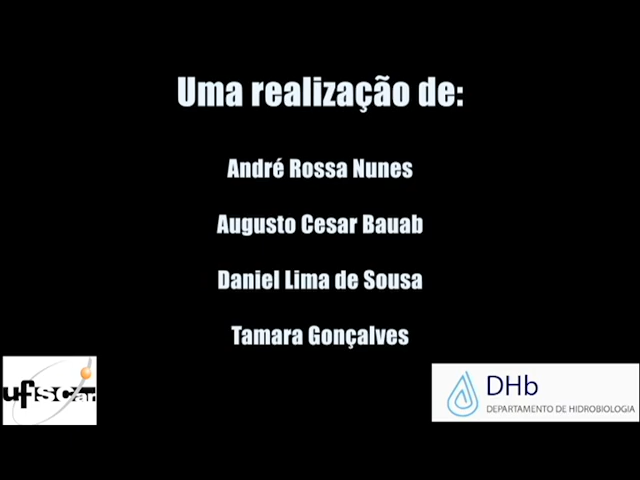 Uma realização de:
André Rossa Nunes
Augusto Cesar Bauab
Daniel Lima de Sousa
Tamara Gonçalves
ufscar
DHb
DEPARTAMENTO DE HIDROBIOLOGIA